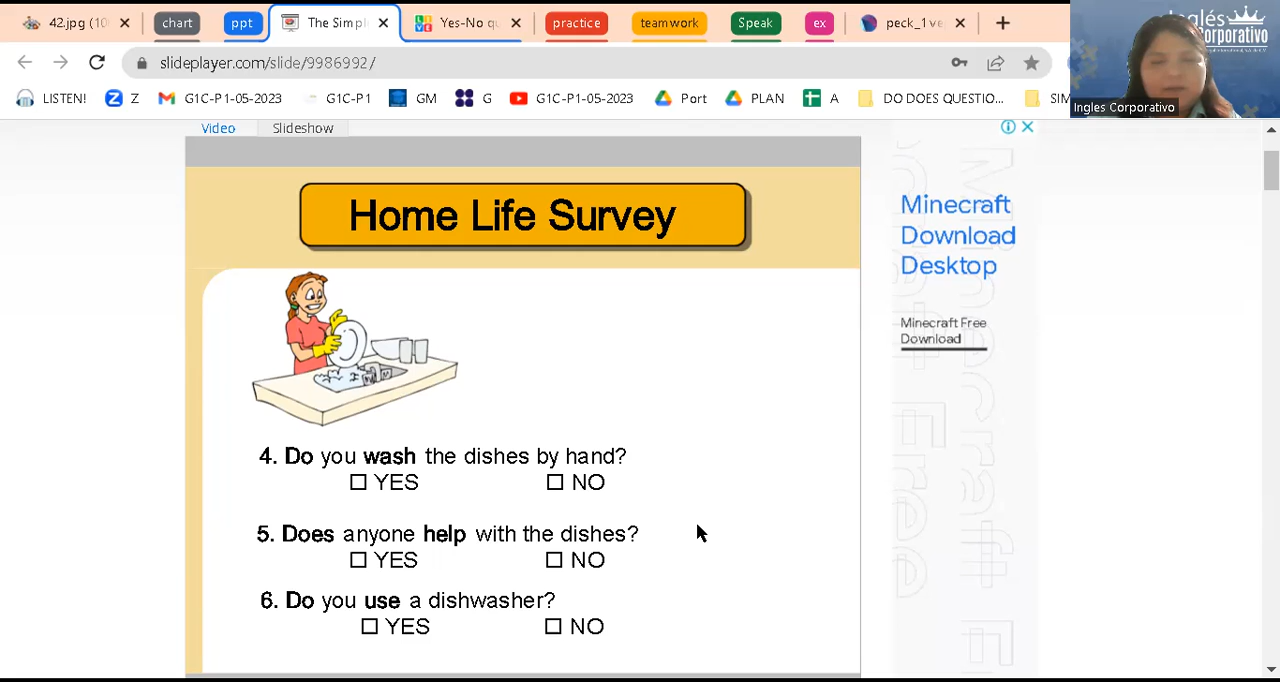 42.jpg (10
chart
ppt
The Simpl
Yes-No qu
practice
teamwork
Speak
ex
peck_1 ve
slideplayer.com/slide/9986992/
LISTEN!
Z
G1C-P1-05-2023
G1C-P1
GM
G
G1C-P1-05-2023
Port
PLAN
A
DO DOES QUESTIO...
SIM
Inglés
Corporativo
Ingles Corporativo
Video
Slideshow
Home Life Survey
4. Do you wash the dishes by hand?
YES NO
5. Does anyone help with the dishes?
YES NO
6. Do you use a dishwasher?
YES NO
Minecraft
Download
Desktop
Minecraft Free
Download